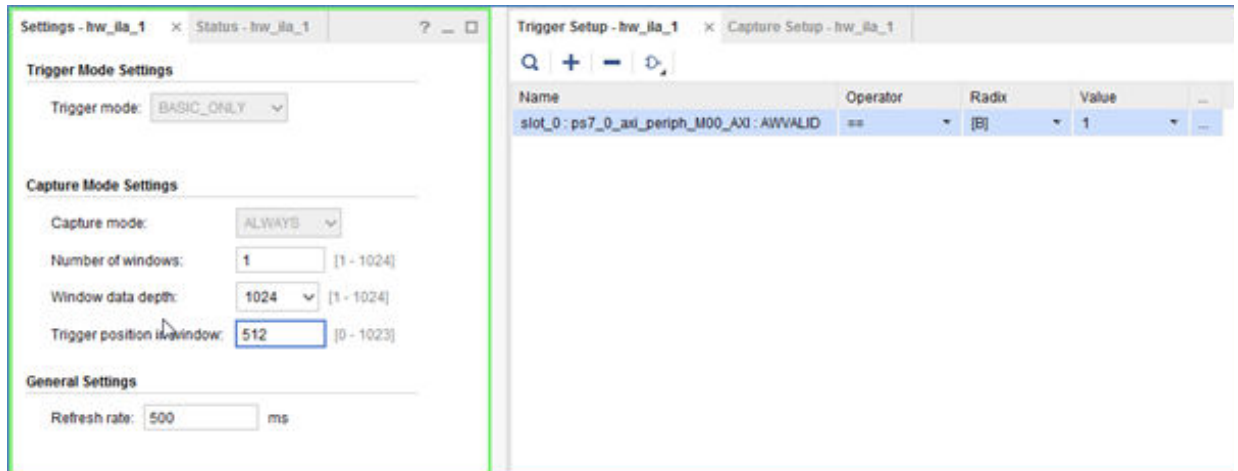 Settings - hw_ila_1 × Status - hw_ila_1 ? _ □
Trigger Mode Settings
Trigger mode: BASIC_ONLY
Capture Mode Settings
Capture mode: ALWAYS
Number of windows: 1 [1 - 1024]
Window data depth: 1024 [1 - 1024]
Trigger position in window: 512 [0 - 1023]
General Settings
Refresh rate: 500 ms
Trigger Setup - hw_ila_1 × Capture Setup - hw_ila_1
Name Operator Radix Value ...
slot_0 : ps7_0_axi_periph_M00_AXI : AWVALID == [B] 1 ...